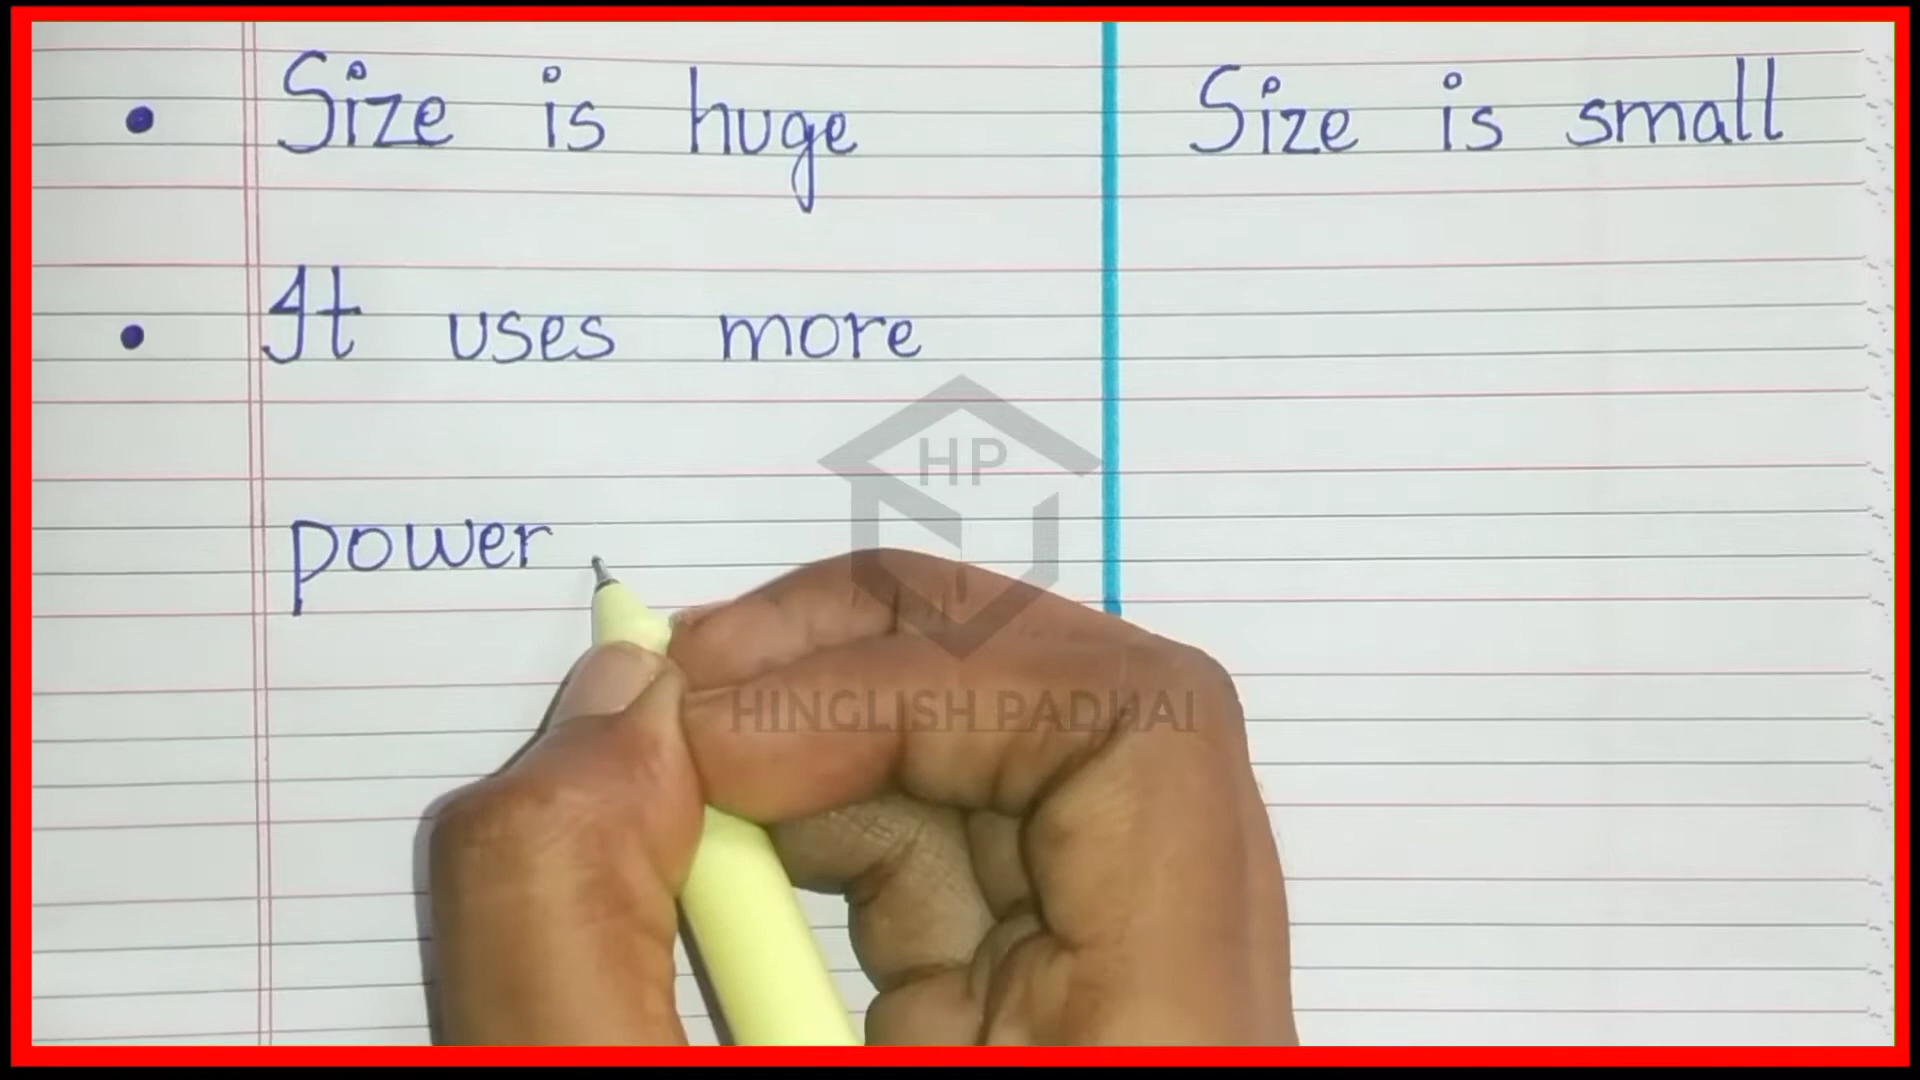 Size is huge
Size is small
It uses more
power
HP
HINGLISH PADHAI